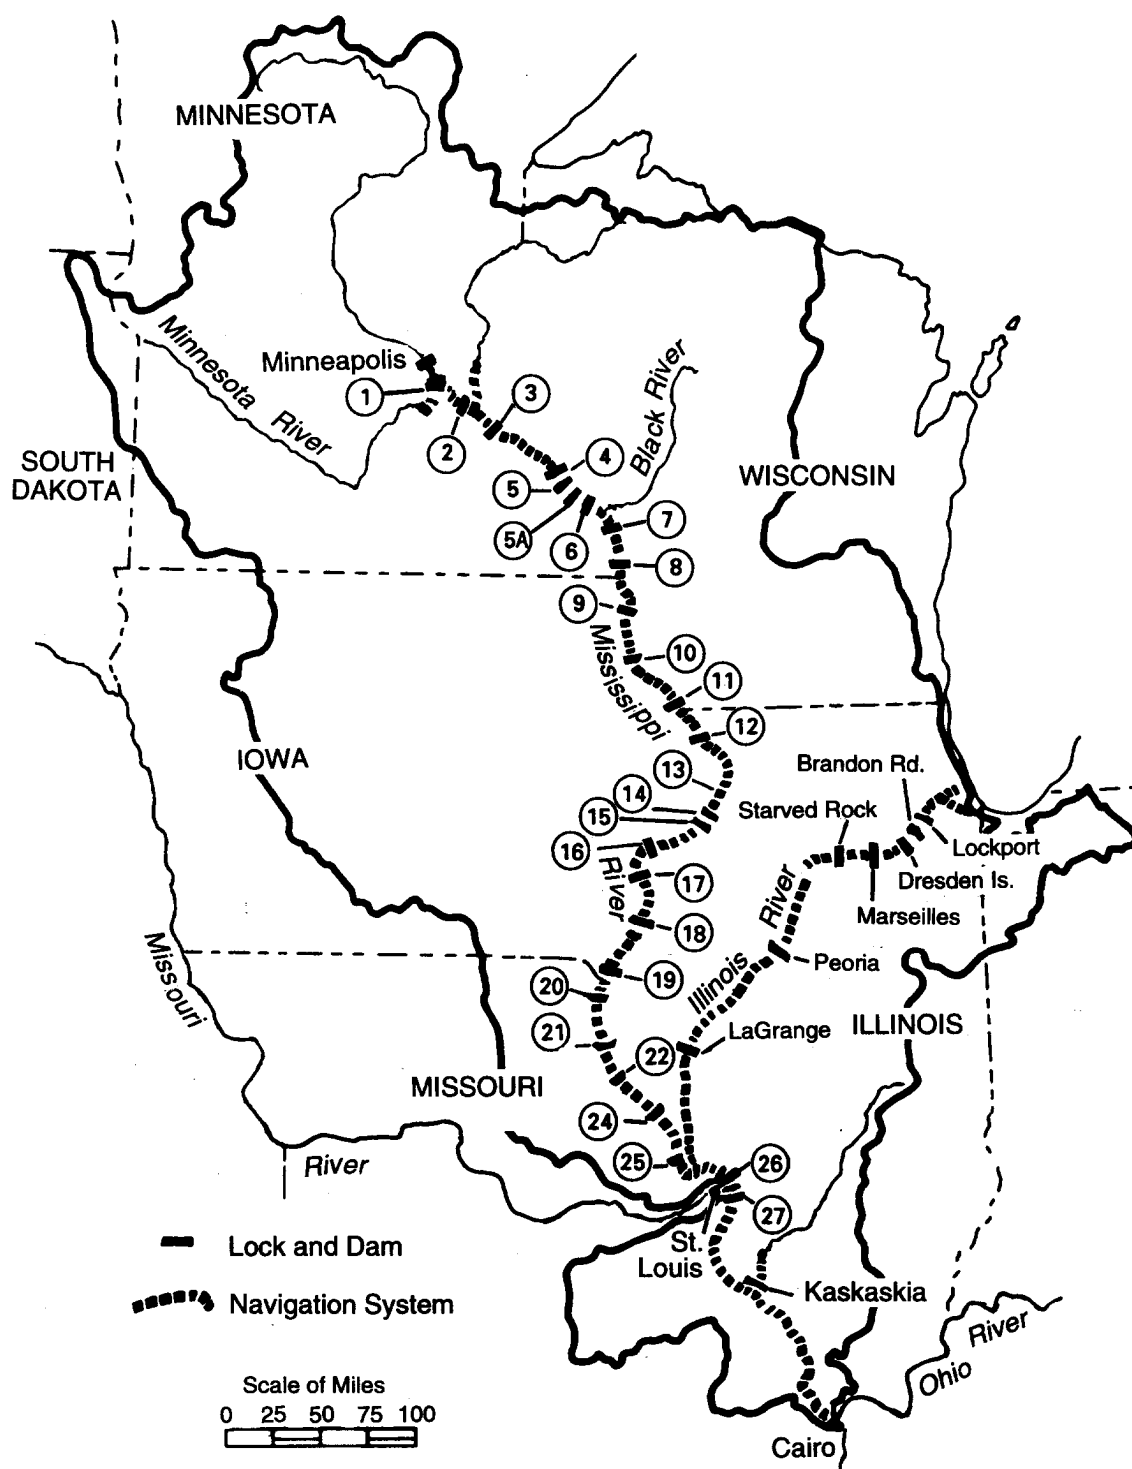 MINNESOTA
Minneapolis
Minnesota River
1
2
3
4
5
5A
6
7
8
9
10
11
12
13
14
15
16
17
18
19
20
21
22
24
25
26
27
Black River
SOUTH
DAKOTA
WISCONSIN
Mississippi
River
IOWA
Brandon Rd.
Starved Rock
Lockport
Dresden Is.
Marseilles
Illinois River
Peoria
LaGrange
ILLINOIS
Missouri
River
MISSOURI
St.
Louis
Kaskaskia
Ohio River
Cairo
Lock and Dam
Navigation System
Scale of Miles
0 25 50 75 100